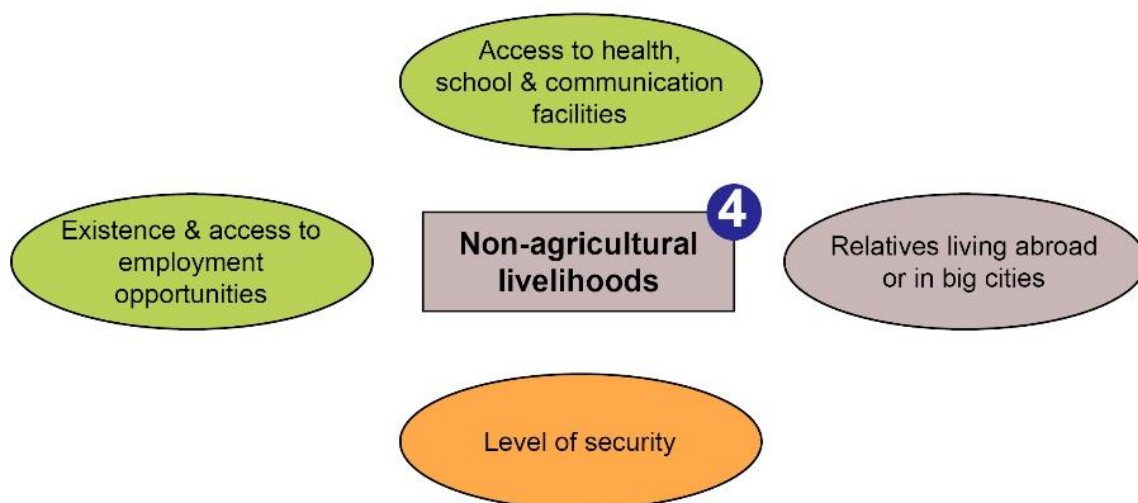 Access to health,
school & communication
facilities
Existence & access to
employment
opportunities
4
Non-agricultural
livelihoods
Relatives living abroad
or in big cities
Level of security